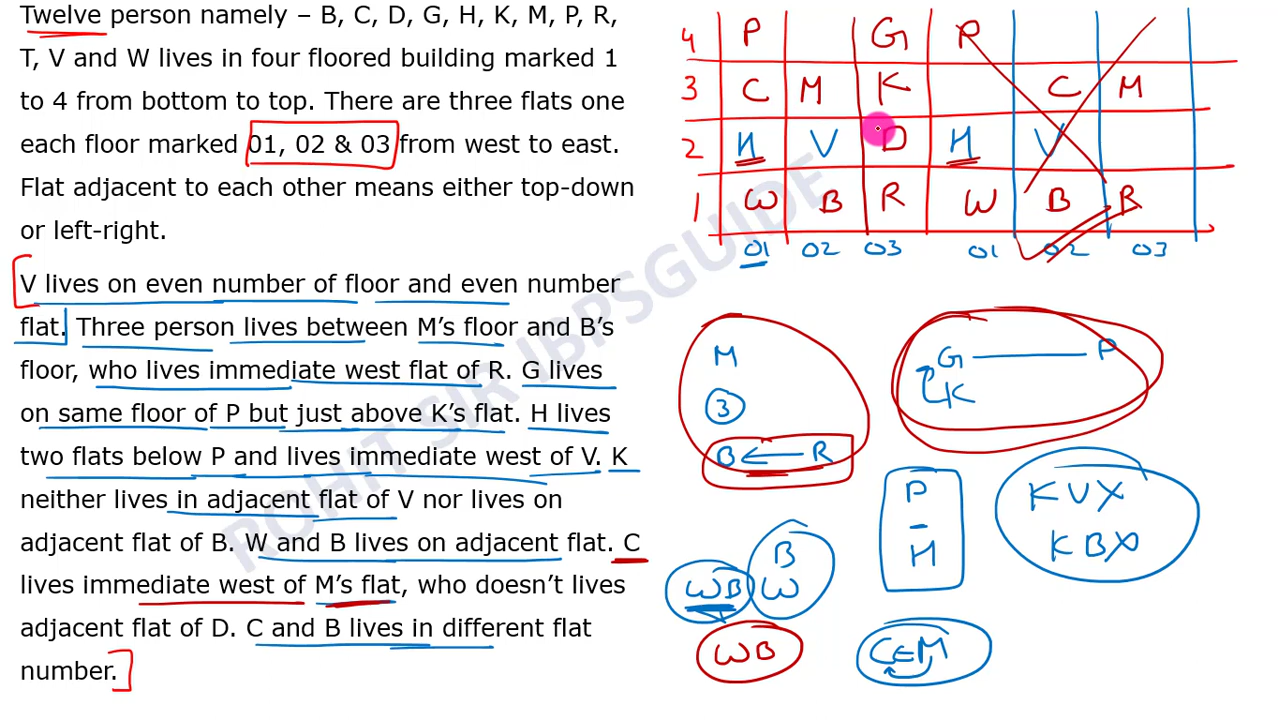 Twelve person namely – B, C, D, G, H, K, M, P, R,
T, V and W lives in four floored building marked 1
to 4 from bottom to top. There are three flats one
each floor marked 01, 02 & 03 from west to east.
Flat adjacent to each other means either top-down
or left-right.
V lives on even number of floor and even number
flat. Three person lives between M's floor and B's
floor, who lives immediate west flat of R. G lives
on same floor of P but just above K's flat. H lives
two flats below P and lives immediate west of V. K
neither lives in adjacent flat of V nor lives on
adjacent flat of B. W and B lives on adjacent flat. C
lives immediate west of M's flat, who doesn't lives
adjacent flat of D. C and B lives in different flat
number.
4 P G P
3 C M K C M
2 H V D H V
1 W B R W B R
01 02 03 01 02 03
M
3
B R
G P
K
P
H
K V X
K B X
W B
B
W
W B
C M
ROHIT SIR IBPSGUIDE